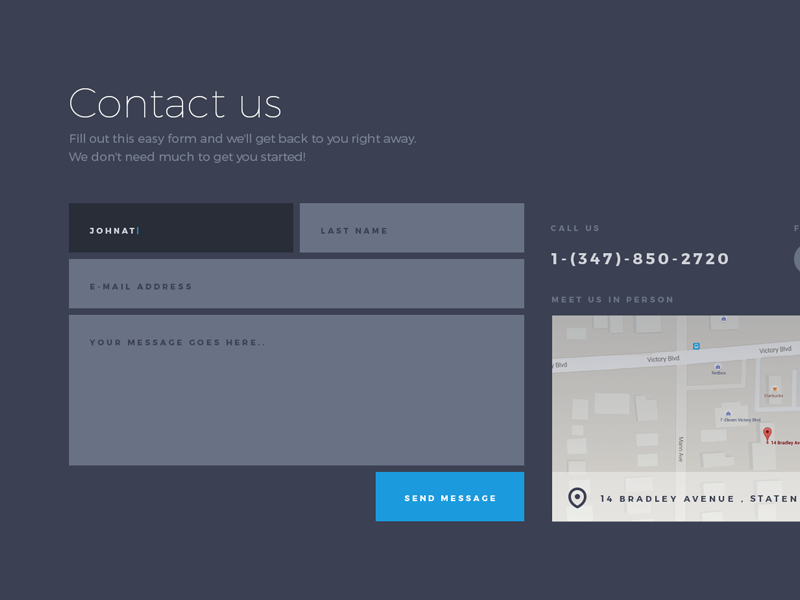 Contact us
Fill out this easy form and we'll get back to you right away.
We don't need much to get you started!
JOHNAT
LAST NAME
E-MAIL ADDRESS
YOUR MESSAGE GOES HERE..
SEND MESSAGE
CALL US
F
1-(347)-850-2720
MEET US IN PERSON
y Blvd
Victory Blvd
Victory Blvd
NetBox
Starbucks
7-Eleven Victory Blvd
Mann Ave
14 Bradley Av
14 BRADLEY AVENUE , STATEN